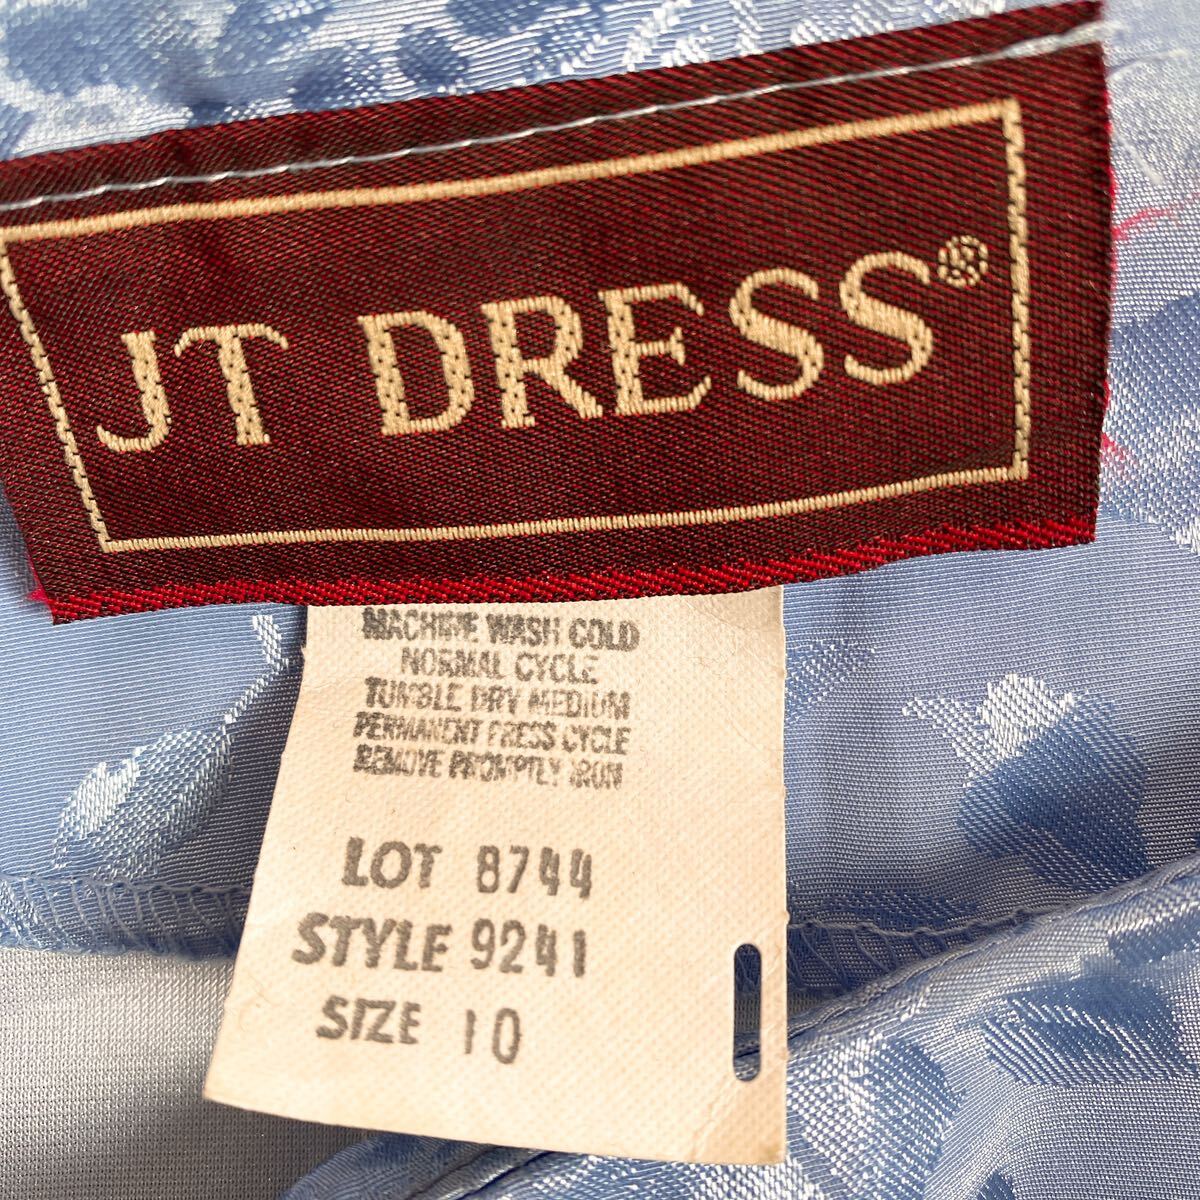 JT DRESS®
MACHINE WASH COLD
NORMAL CYCLE
TUMBLE DRY MEDIUM
PERMANENT PRESS CYCLE
REMOVE PROMPTLY IRON
LOT 8744
STYLE 9241
SIZE 10